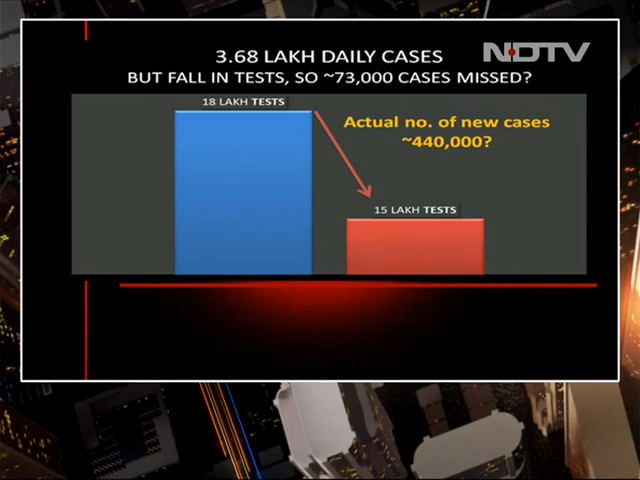 3.68 LAKH DAILY CASES
NDTV
BUT FALL IN TESTS, SO ~73,000 CASES MISSED?
18 LAKH TESTS
Actual no. of new cases
~440,000?
15 LAKH TESTS